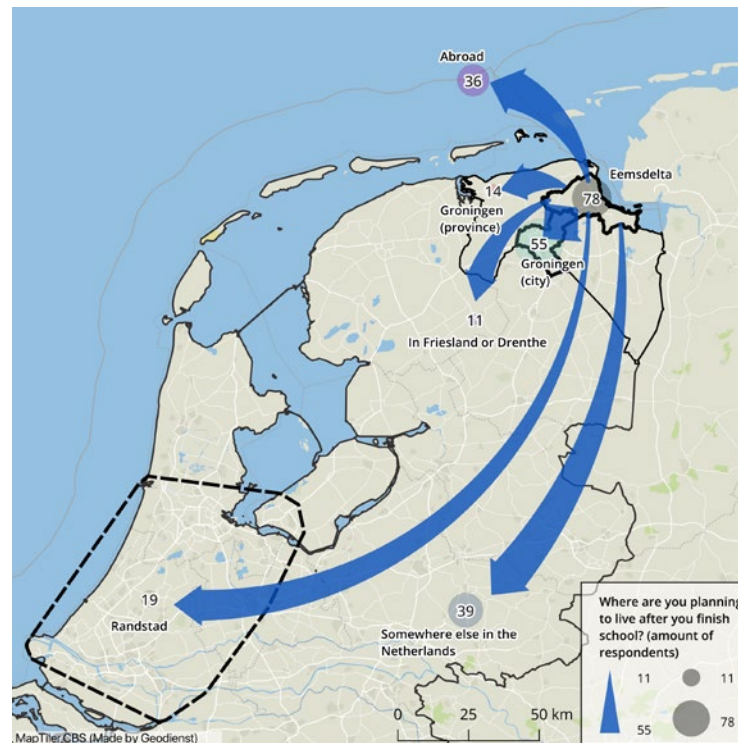 Abroad
36
Eemsdelta
78
14
Groningen
(province)
55
Groningen
(city)
11
In Friesland or Drenthe
19
Randstad
39
Somewhere else in the
Netherlands
Where are you planning
to live after you finish
school? (amount of
respondents)
11
11
55
78
0 25 50 km
MapTiler,CBS (Made by Geodienst)